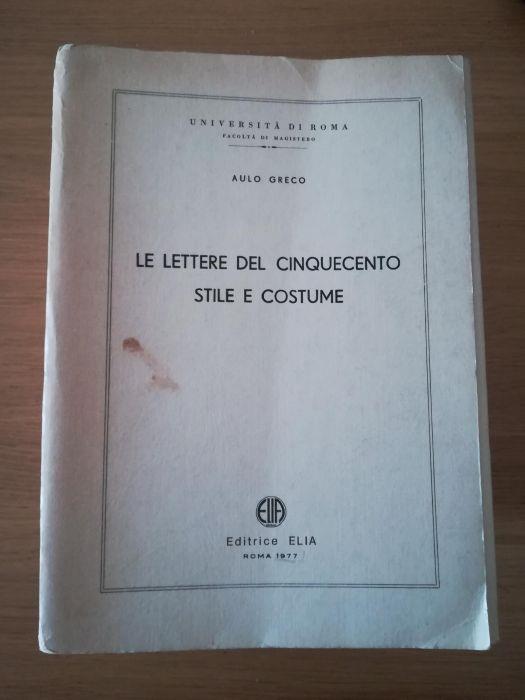 UNIVERSITÀ DI ROMA
FACOLTÀ DI MAGISTERO
AULO GRECO
LE LETTERE DEL CINQUECENTO
STILE E COSTUME
ELIA
Editrice ELIA
ROMA 1977